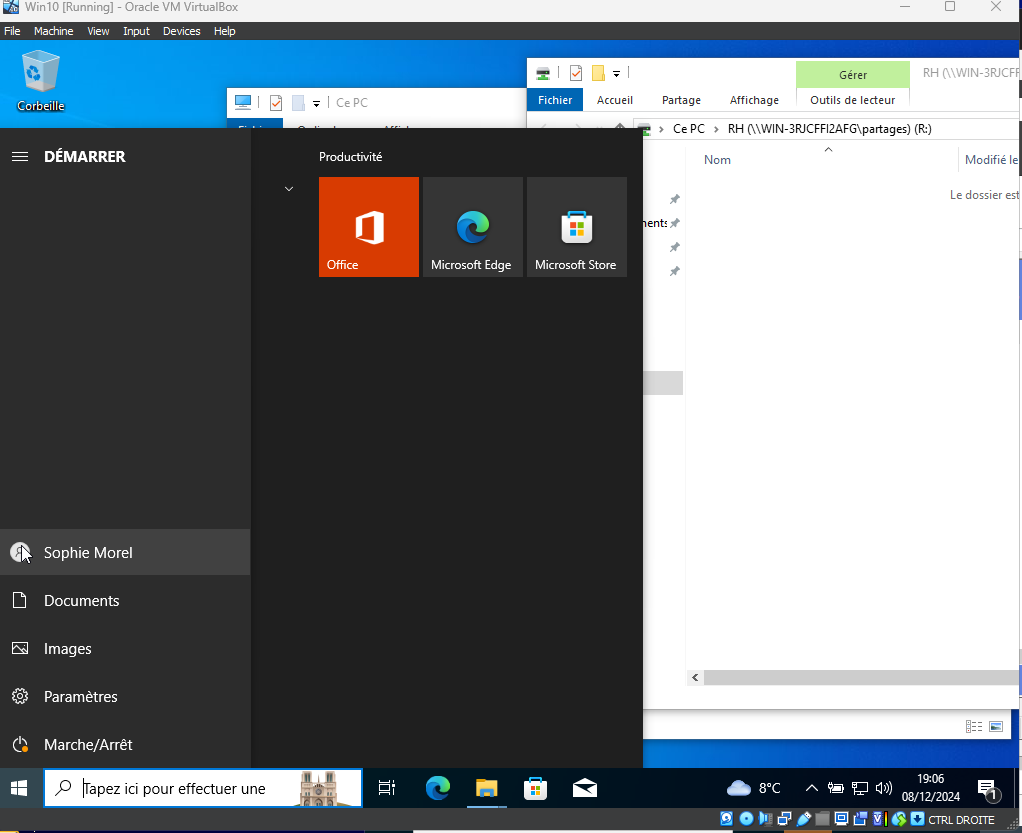 Win10 [Running] - Oracle VM VirtualBox
File Machine View Input Devices Help
Corbeille
Ce PC
Gérer
RH (\\WIN-3RJCFF
Fichier Accueil Partage Affichage Outils de lecteur
Ce PC > RH (\\WIN-3RJCFFI2AFG\partages) (R:)
Nom
Modifié le
Le dossier est
ments
DÉMARRER
Productivité
Office
Microsoft Edge
Microsoft Store
Sophie Morel
Documents
Images
Paramètres
Marche/Arrêt
Tapez ici pour effectuer une
8°C
19:06
08/12/2024
1
CTRL DROITE